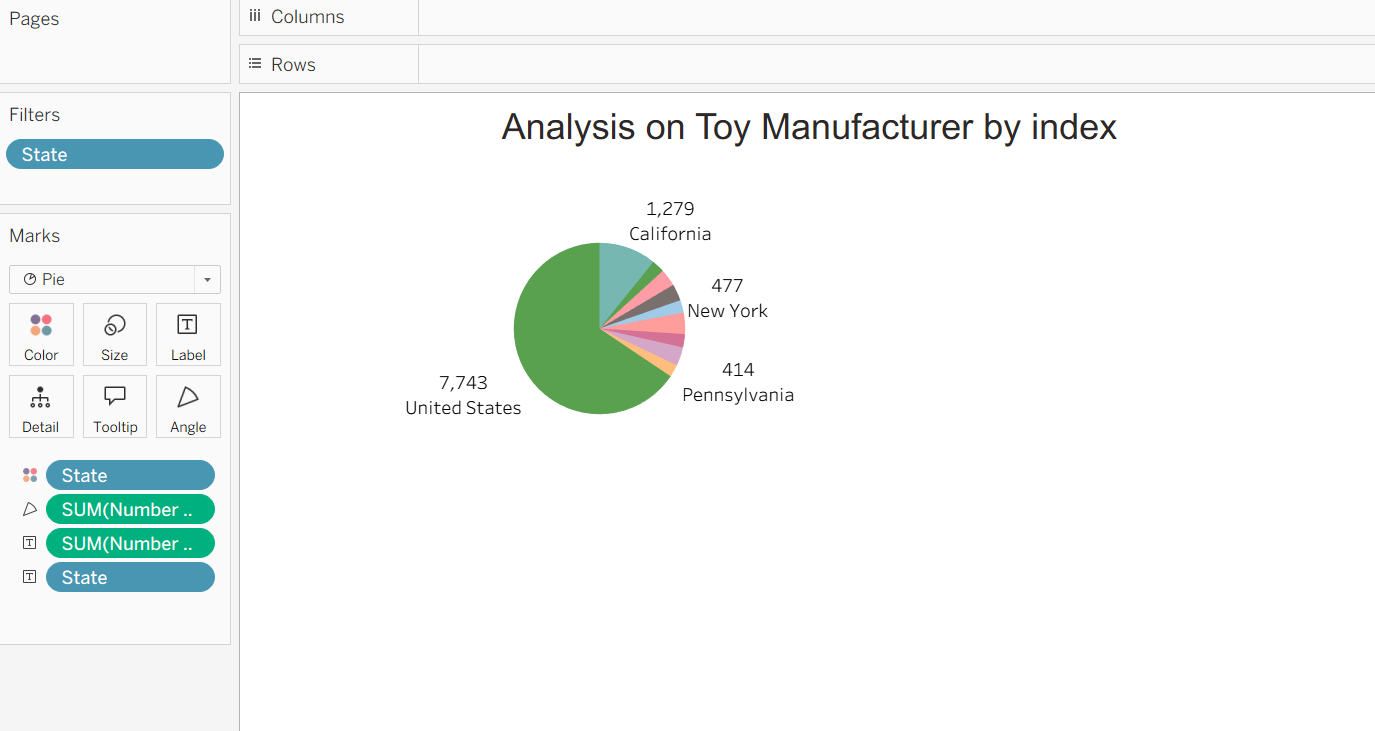 Pages
Columns
Rows
Filters
State
Marks
Pie
Color
Size
Label
Detail
Tooltip
Angle
State
SUM(Number ..
SUM(Number ..
State
Analysis on Toy Manufacturer by index
1,279
California
477
New York
414
Pennsylvania
7,743
United States